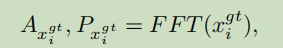 A_{x_i^{gt}}, P_{x_i^{gt}} = FFT(x_i^{gt}),